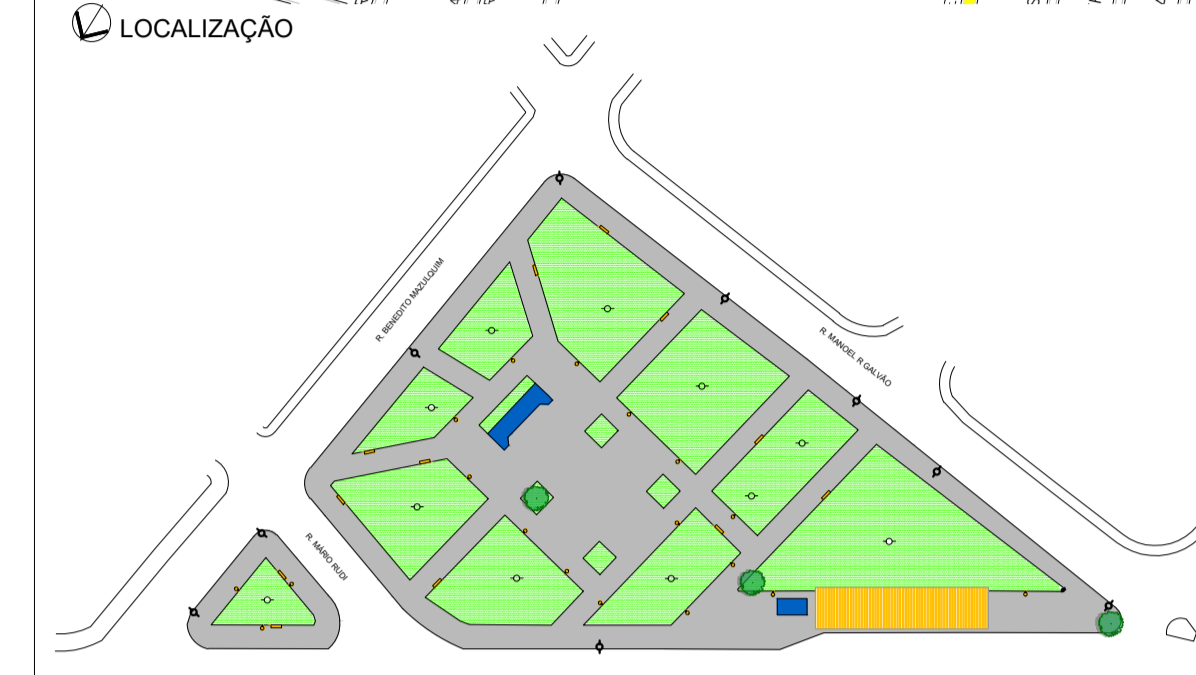 LOCALIZAÇÃO
R. BENEDITO MAZULQUIM
R. MANOEL R GALVÃO
R. MÁRIO RUDI